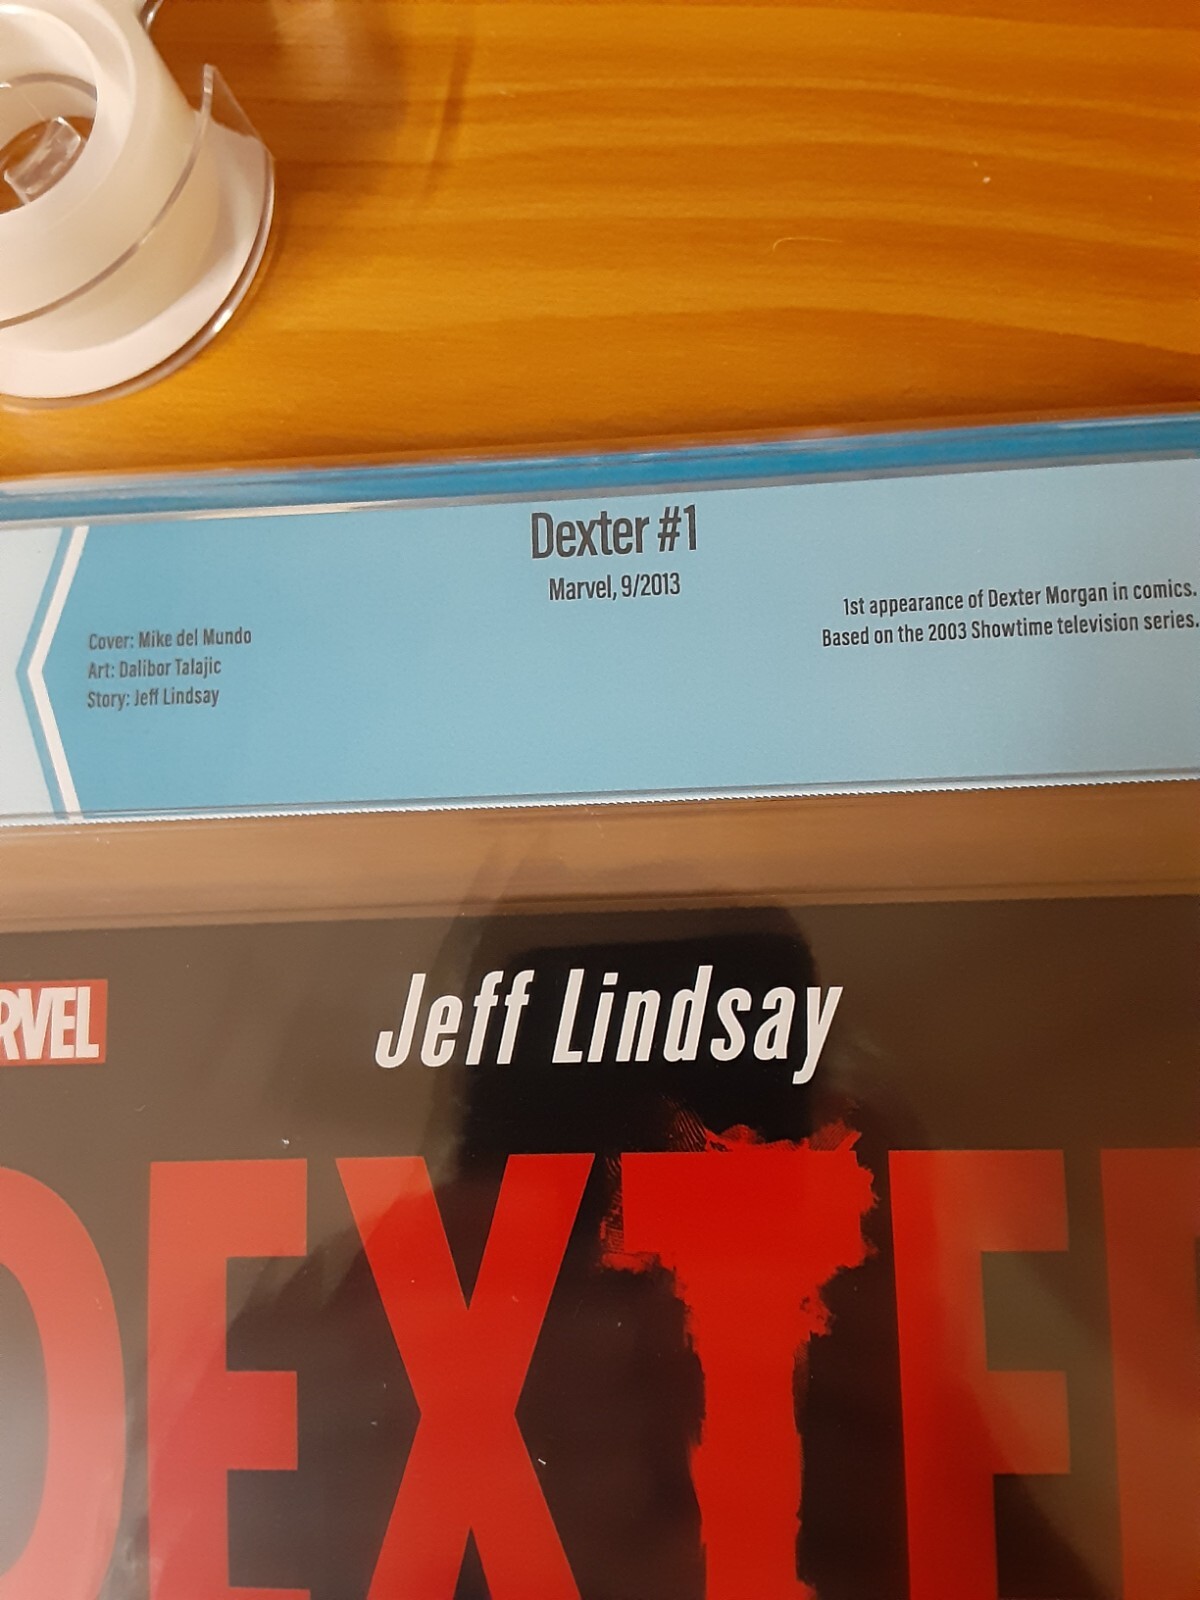 Dexter #1
Marvel, 9/2013
Cover: Mike del Mundo
Art: Dalibor Talajic
Story: Jeff Lindsay
1st appearance of Dexter Morgan in comics.
Based on the 2003 Showtime television series.
RVEL
Jeff Lindsay
DEXTE